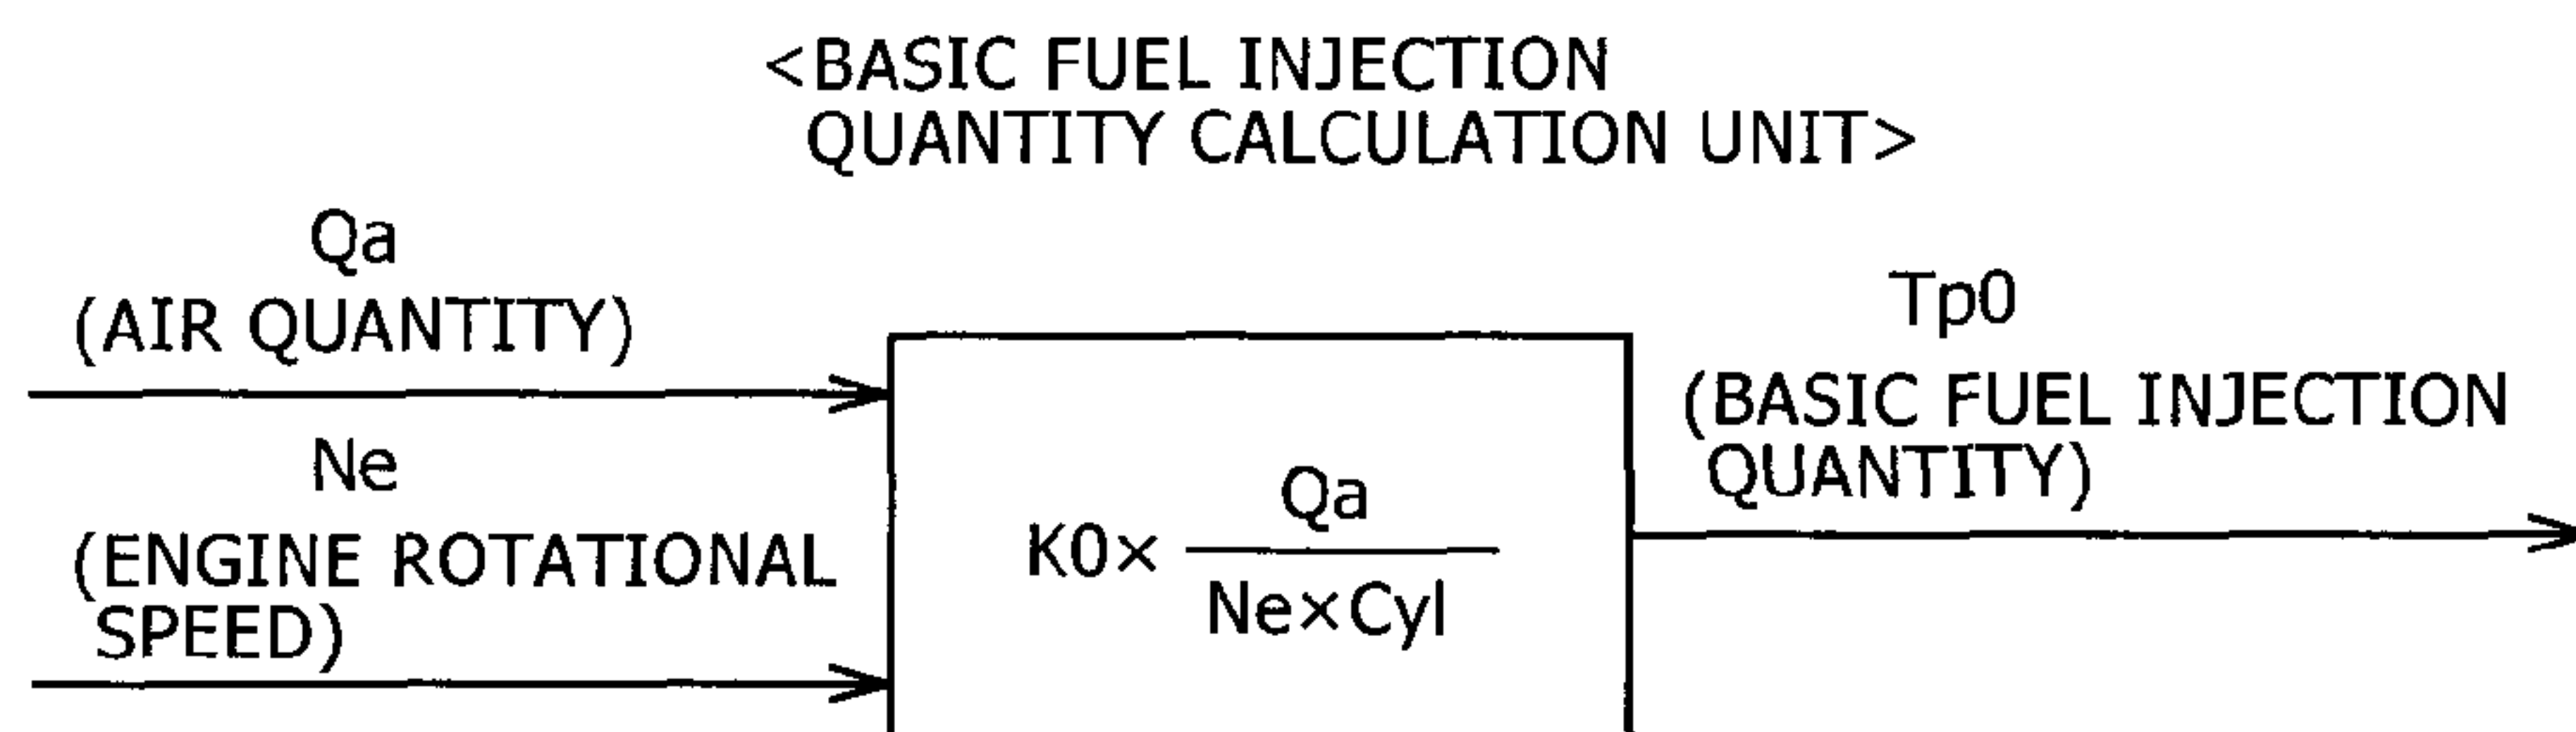 <BASIC FUEL INJECTION
QUANTITY CALCULATION UNIT>
Qa
(AIR QUANTITY)
Ne
(ENGINE ROTATIONAL
SPEED)
K0×
Qa
Ne×Cyl
Tp0
(BASIC FUEL INJECTION
QUANTITY)